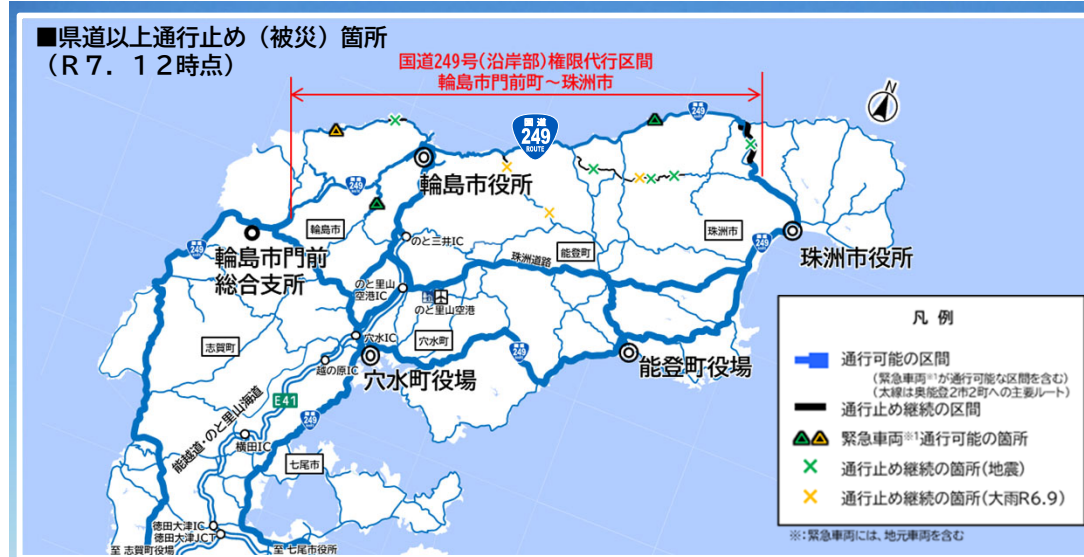 ■県道以上通行止め（被災）箇所
（R７．１２時点）
国道249号(沿岸部)権限代行区間
輪島市門前町～珠洲市
N
国道
249
ROUTE
249
輪島市役所
輪島市
のと三井IC
249
輪島市門前
総合支所
珠洲道路
能登町
珠洲市
249
珠洲市役所
のと里山
空港IC
のと里山空港
志賀町
穴水IC
穴水町
越の原IC
穴水町役場
249
能登町役場
E41
249
能越道・のと里山海道
横田IC
七尾市
徳田大津IC
徳田大津JCT
至 志賀町役場
至 七尾市役所
凡 例
通行可能の区間
（緊急車両※1が通行可能な区間を含む）
（太線は奥能登2市2町への主要ルート）
通行止め継続の区間
緊急車両※1通行可能の箇所
通行止め継続の箇所(地震)
通行止め継続の箇所(大雨R6.9)
※:緊急車両には、地元車両を含む